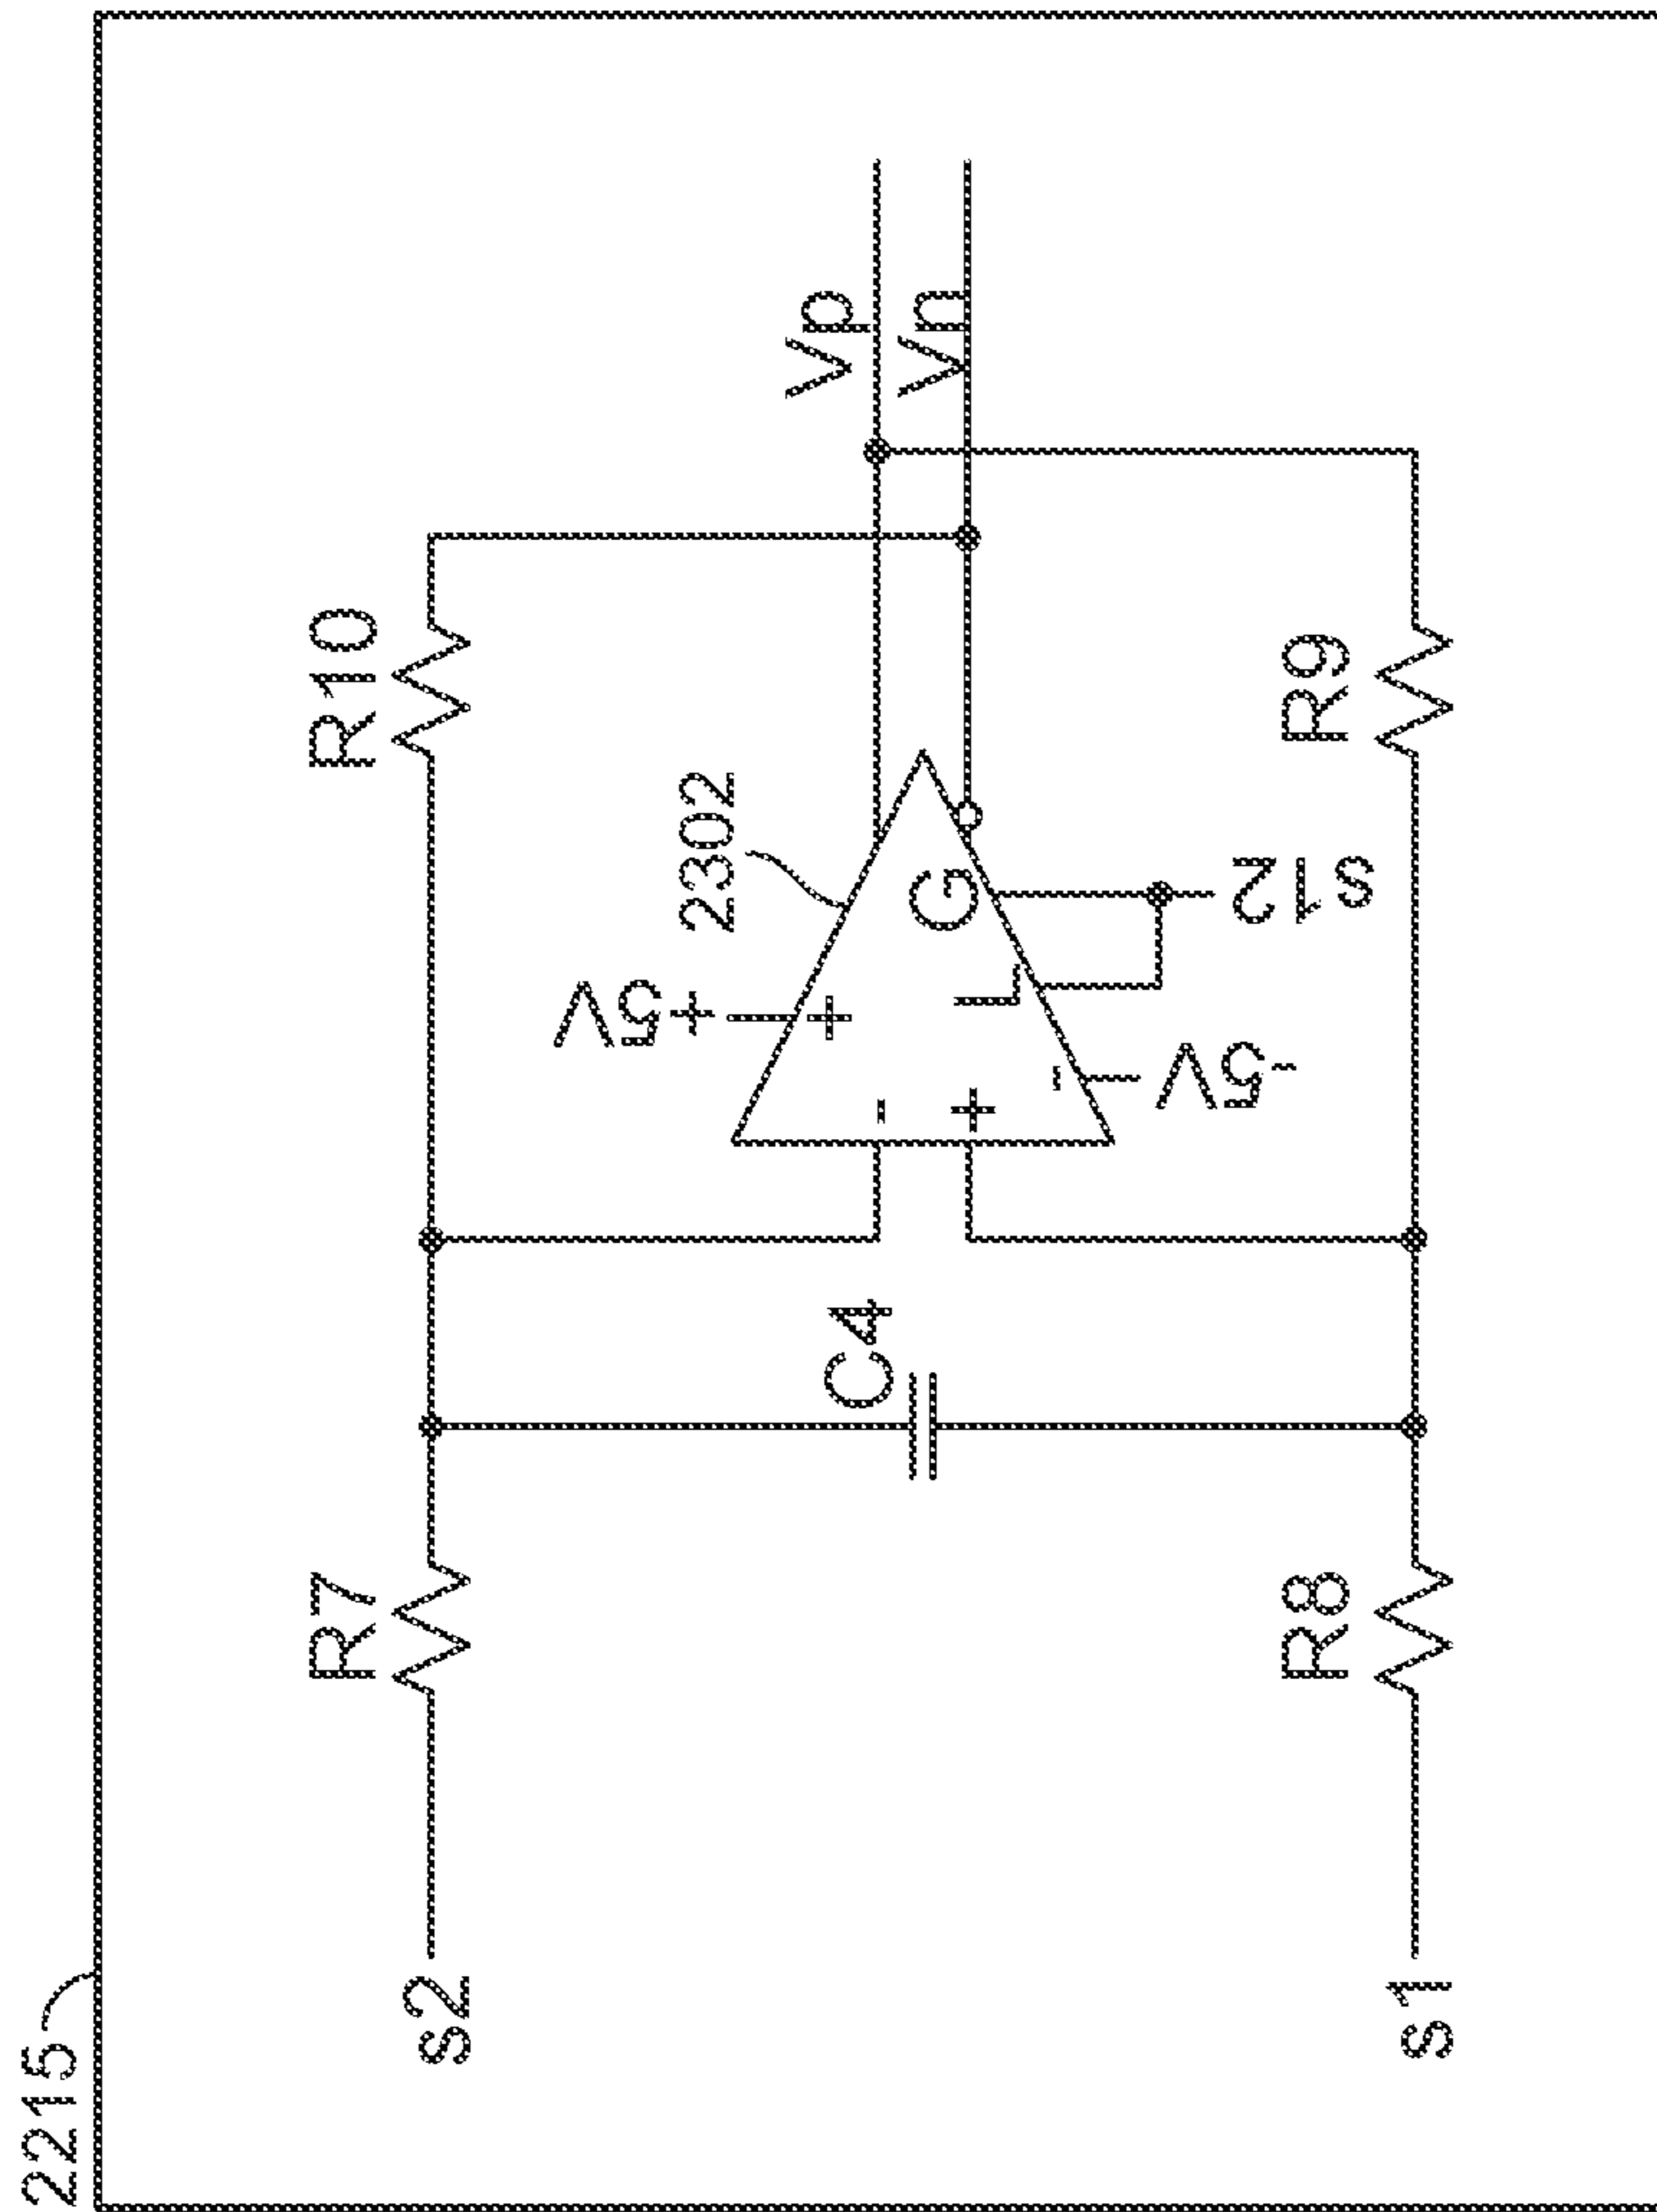 2215
s2
R7
R10
C4
2302
+5V
+
-
+
-
L
G
-5V
s12
Vp
Vn
s1
R8
R9